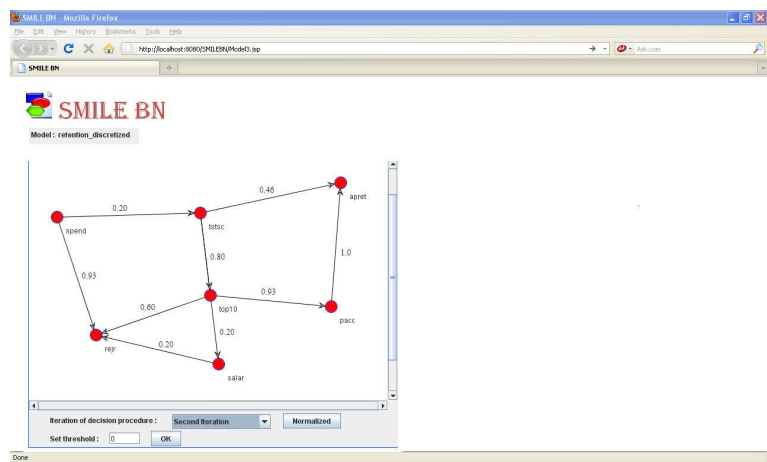 SMILE BN - Mozilla Firefox
File Edit View History Bookmarks Tools Help
http://localhost:8080/SMILEBN/Model3.jsp
Ask.com
SMILE BN
SMILE BN
Model : retention_discretized
0.46
apret
0.20
tstsc
spend
0.80
1.0
0.93
0.93
0.60
top10
pacc
0.20
rejr
0.20
salar
Iteration of decision procedure :
Second Iteration
Normalized
Set threshold :
0
OK
Done